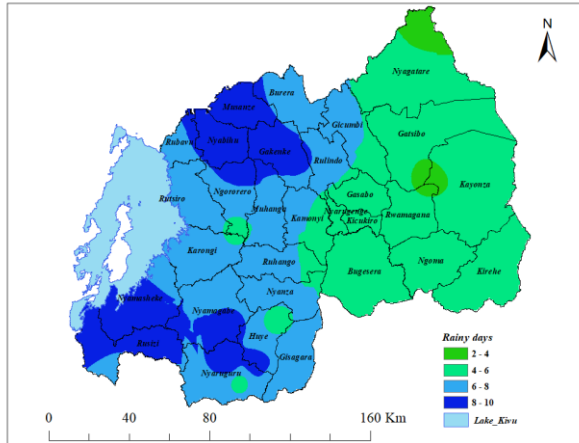 N
Nyagatare
Burera
Musanze
Gicumbi
Rubavu
Nyabihu
Gakenke
Rulindo
Gatsibo
Ngororero
Rutsiro
Gasabo
Kayonza
Muhanga
Kamonyi
Nyarugenge
Kicukiro
Rwamagana
Karongi
Ruhango
Bugesera
Ngoma
Kirehe
Nyamasheke
Nyanza
Nyamagabe
Huye
Rusizi
Gisagara
Nyaruguru
Rainy days
2 - 4
4 - 6
6 - 8
8 - 10
Lake_Kivu
0 40 80 160 Km